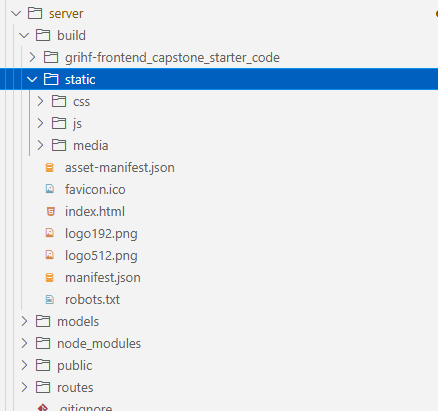 server
build
grihf-frontend_capstone_starter_code
static
css
js
media
asset-manifest.json
favicon.ico
index.html
logo192.png
logo512.png
manifest.json
robots.txt
models
node_modules
public
routes
.gitignore